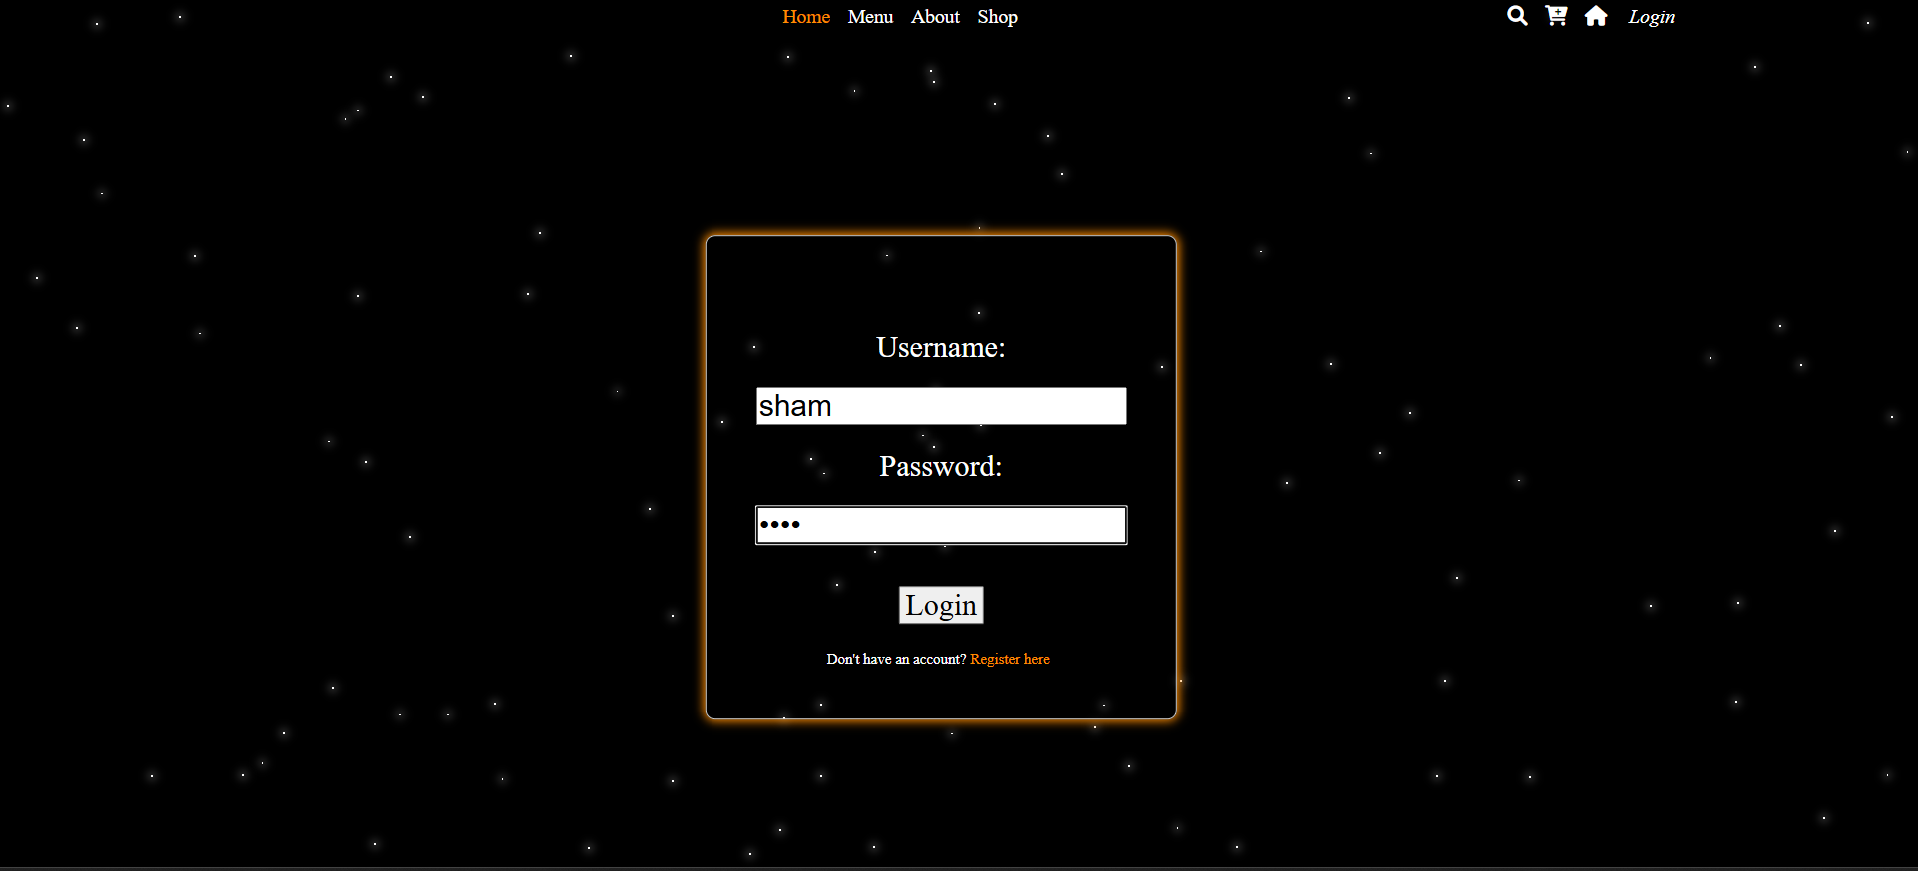 Home Menu About Shop Login
Username:
sham
Password:
••••
Login
Don't have an account? Register here